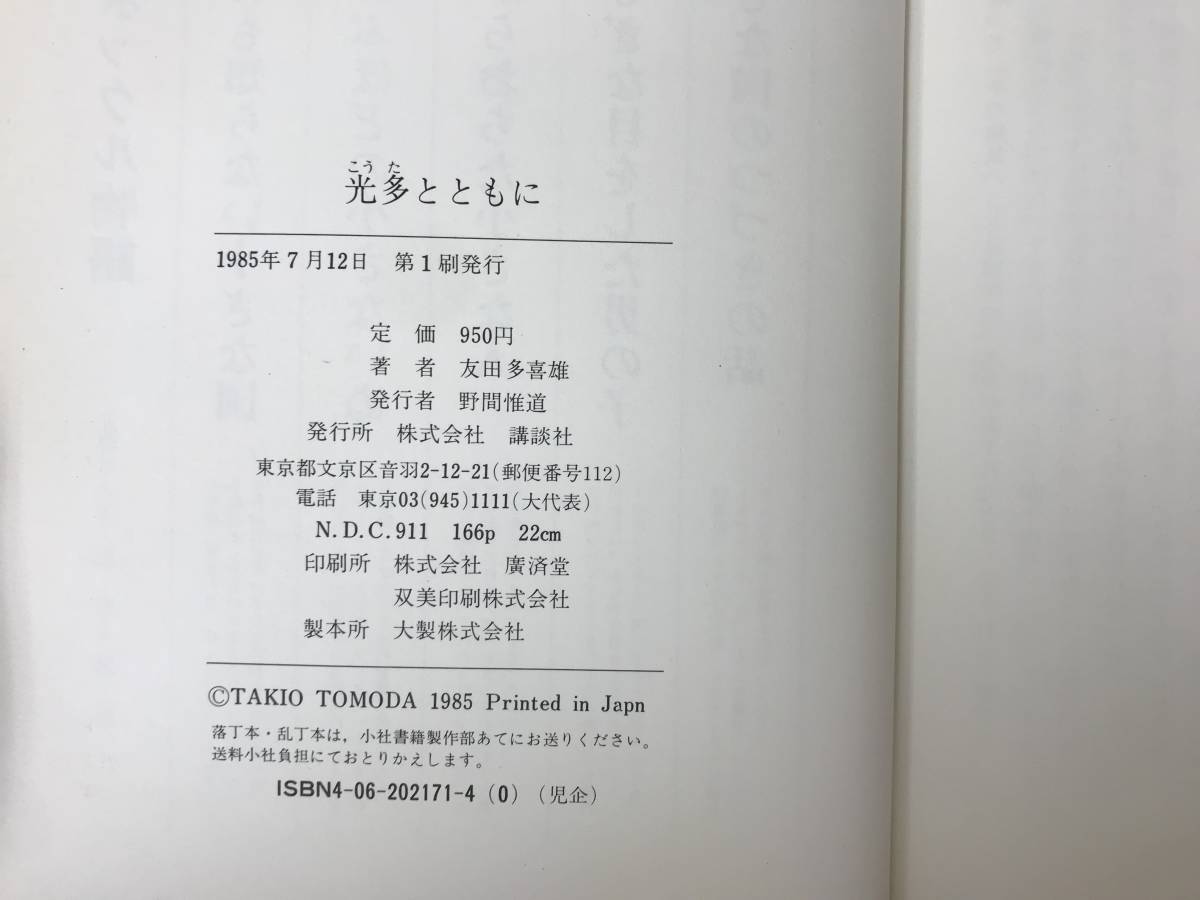 こうた
光多とともに
1985年7月12日　第1刷発行
定　価　950円
著　者　友田多喜雄
発行者　野間惟道
発行所　株式会社　講談社
東京都文京区音羽2-12-21(郵便番号112)
電話　東京03(945)1111(大代表)
N.D.C.911　166p　22cm
印刷所　株式会社　廣済堂
双美印刷株式会社
製本所　大製株式会社
©TAKIO TOMODA 1985 Printed in Japn
落丁本・乱丁本は，小社書籍製作部あてにお送りください。
送料小社負担にておとりかえします。
ISBN4-06-202171-4 (0)（児企）